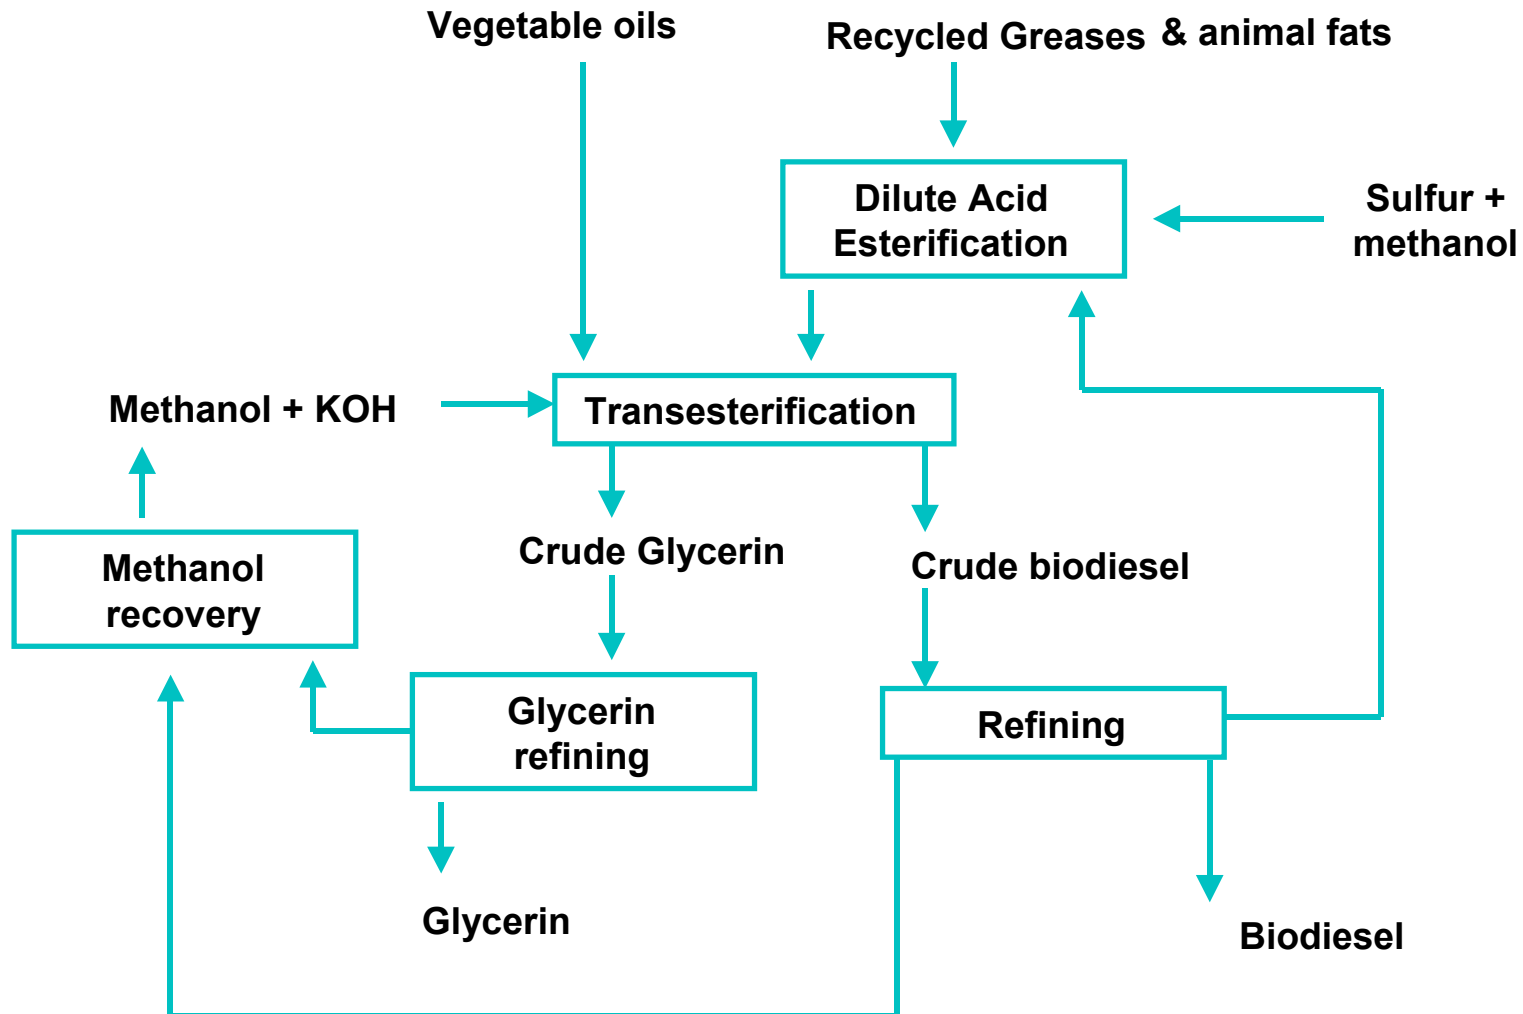 Vegetable oils
Recycled Greases & animal fats
Dilute Acid
Esterification
Sulfur +
methanol
Methanol + KOH
Transesterification
Methanol
recovery
Crude Glycerin
Crude biodiesel
Glycerin
refining
Refining
Glycerin
Biodiesel